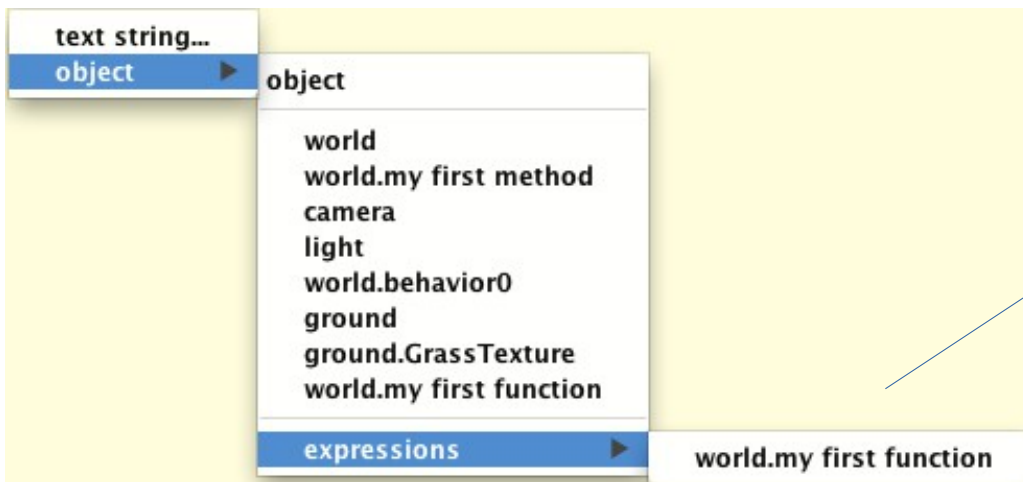 text string...
object
object
world
world.my first method
camera
light
world.behavior0
ground
ground.GrassTexture
world.my first function
expressions
world.my first function